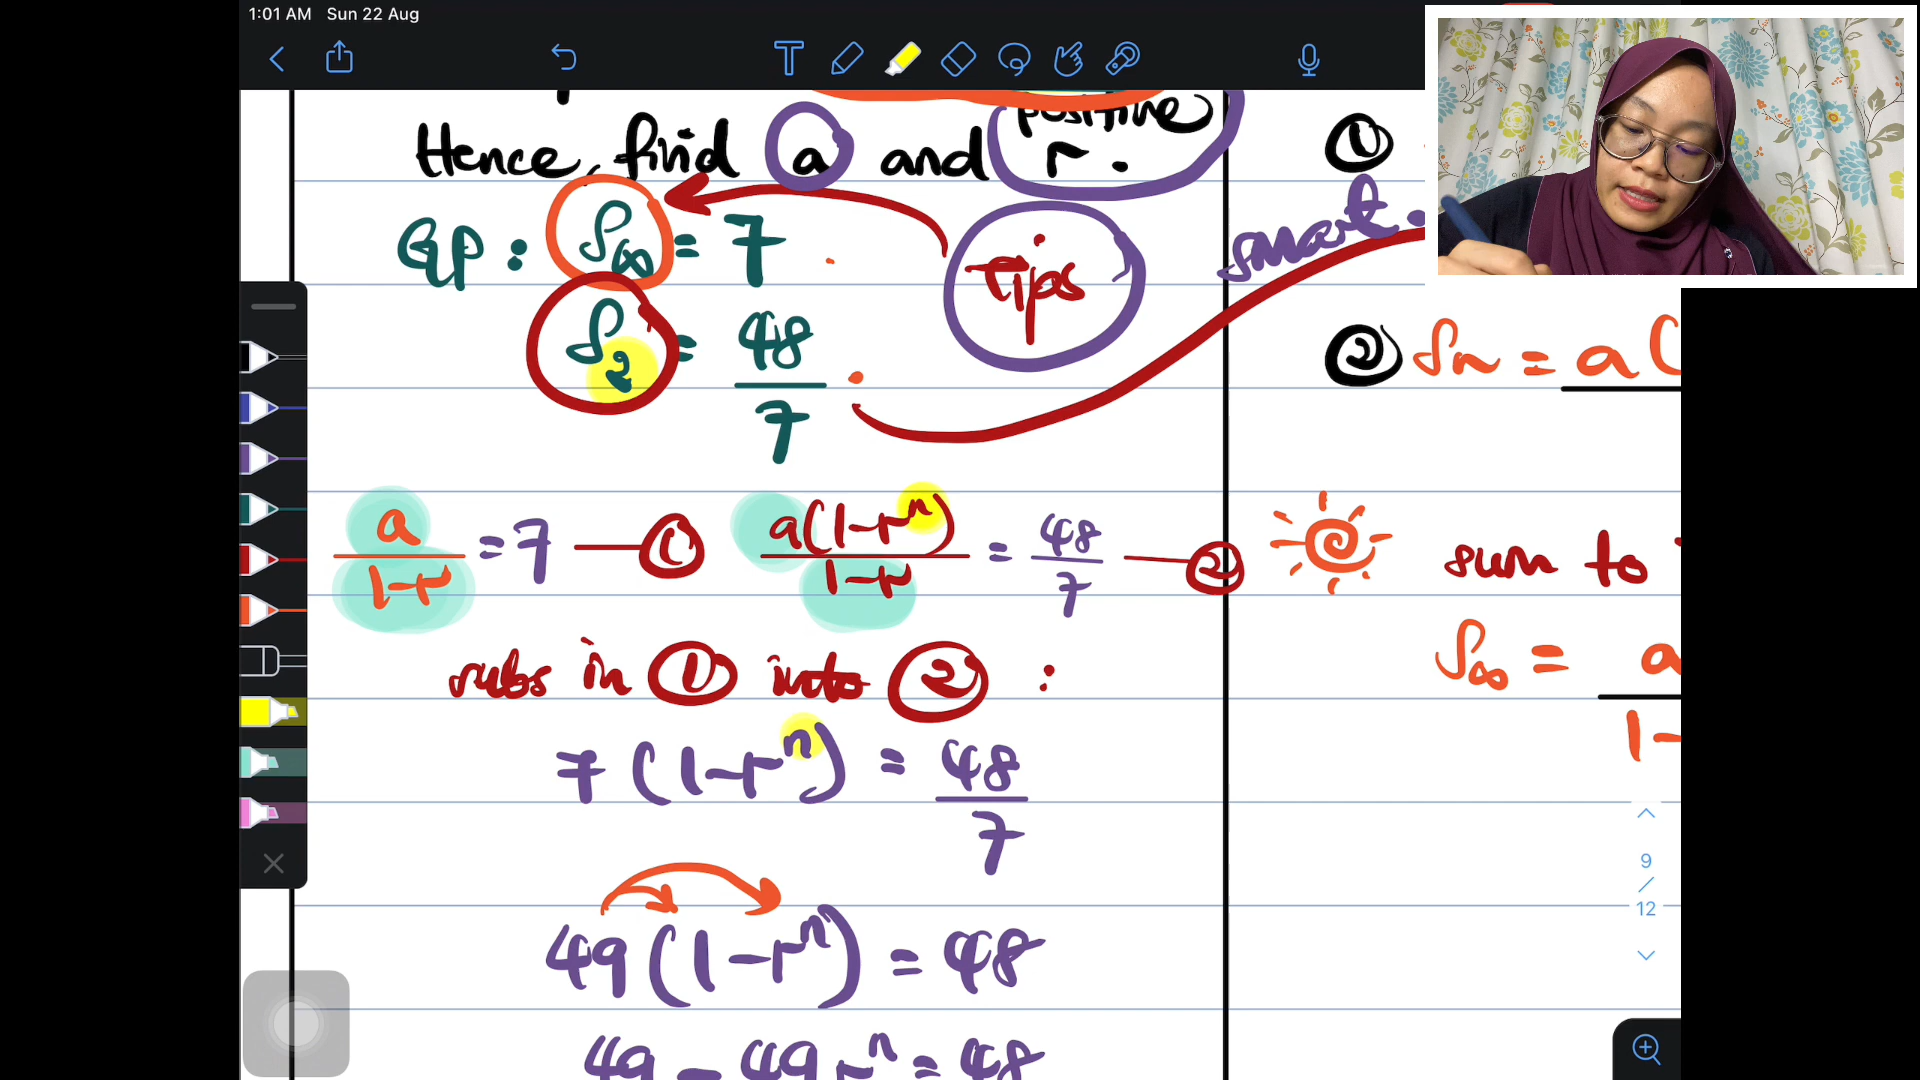 1:01 AM Sun 22 Aug
positive
Hence, find a and r.
GP : S∞ = 7
Tips
smart.
S2 = 48/7
①
② Sn = a(
a/1-r = 7 — ① a(1-r^n)/1-r = 48/7 — ②
sum to
subs in ① into ② :
S∞ = a
1-
7(1-r^n) = 48/7
9
/
12
49(1-r^n) = 48
49 - 49r^n = 48